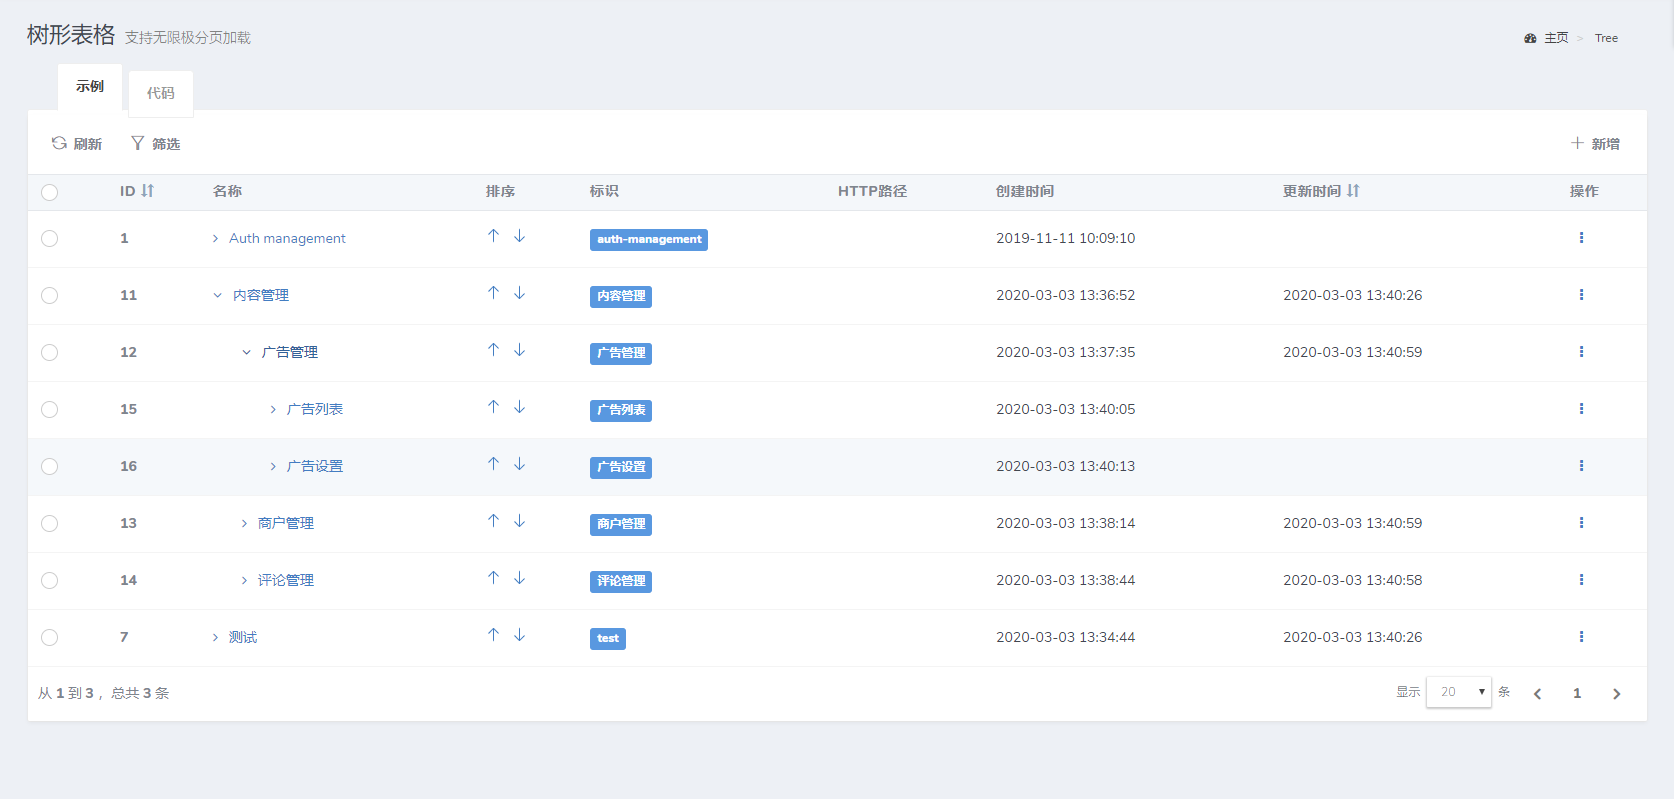 树形表格 支持无限极分页加载
主页 > Tree
示例 代码
刷新 筛选 新增
ID 名称 排序 标识 HTTP路径 创建时间 更新时间 操作
1 Auth management auth-management 2019-11-11 10:09:10
11 内容管理 内容管理 2020-03-03 13:36:52 2020-03-03 13:40:26
12 广告管理 广告管理 2020-03-03 13:37:35 2020-03-03 13:40:59
15 广告列表 广告列表 2020-03-03 13:40:05
16 广告设置 广告设置 2020-03-03 13:40:13
13 商户管理 商户管理 2020-03-03 13:38:14 2020-03-03 13:40:59
14 评论管理 评论管理 2020-03-03 13:38:44 2020-03-03 13:40:58
7 测试 test 2020-03-03 13:34:44 2020-03-03 13:40:26
从 1 到 3 ，总共 3 条 显示 20 条 1